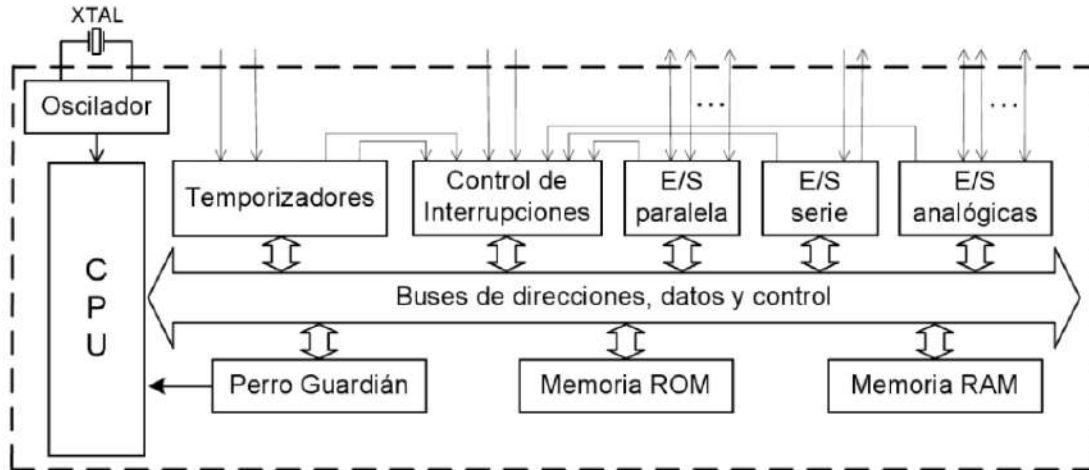 XTAL
Oscilador
Temporizadores
Control de
Interrupciones
E/S
paralela
E/S
serie
E/S
analógicas
...
...
C
P
U
Buses de direcciones, datos y control
Perro Guardián
Memoria ROM
Memoria RAM